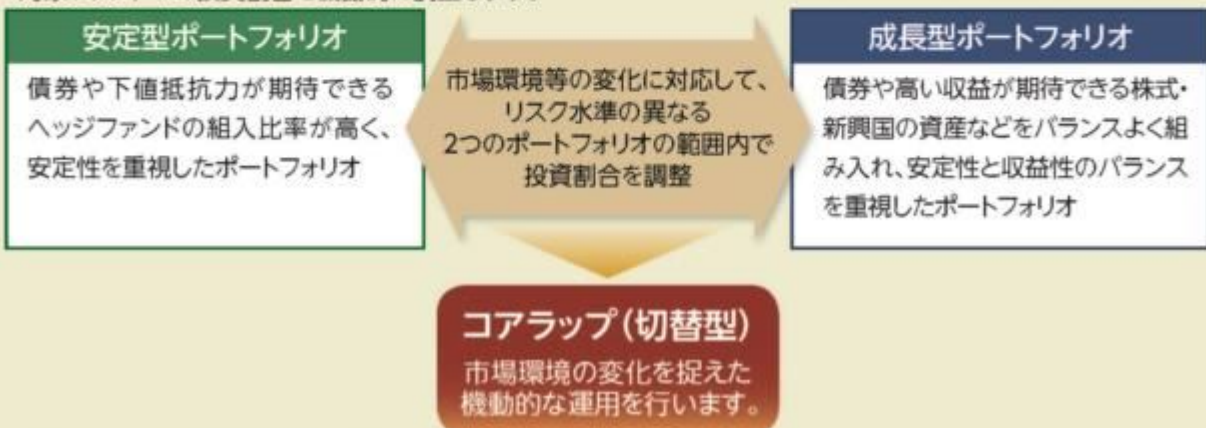 安定型ポートフォリオ
債券や下値抵抗力が期待できる
ヘッジファンドの組入比率が高く、
安定性を重視したポートフォリオ
市場環境等の変化に対応して、
リスク水準の異なる
2つのポートフォリオの範囲内で
投資割合を調整
成長型ポートフォリオ
債券や高い収益が期待できる株式・
新興国の資産などをバランスよく組
み入れ、安定性と収益性のバランス
を重視したポートフォリオ
コアラップ(切替型)
市場環境の変化を捉えた
機動的な運用を行います。